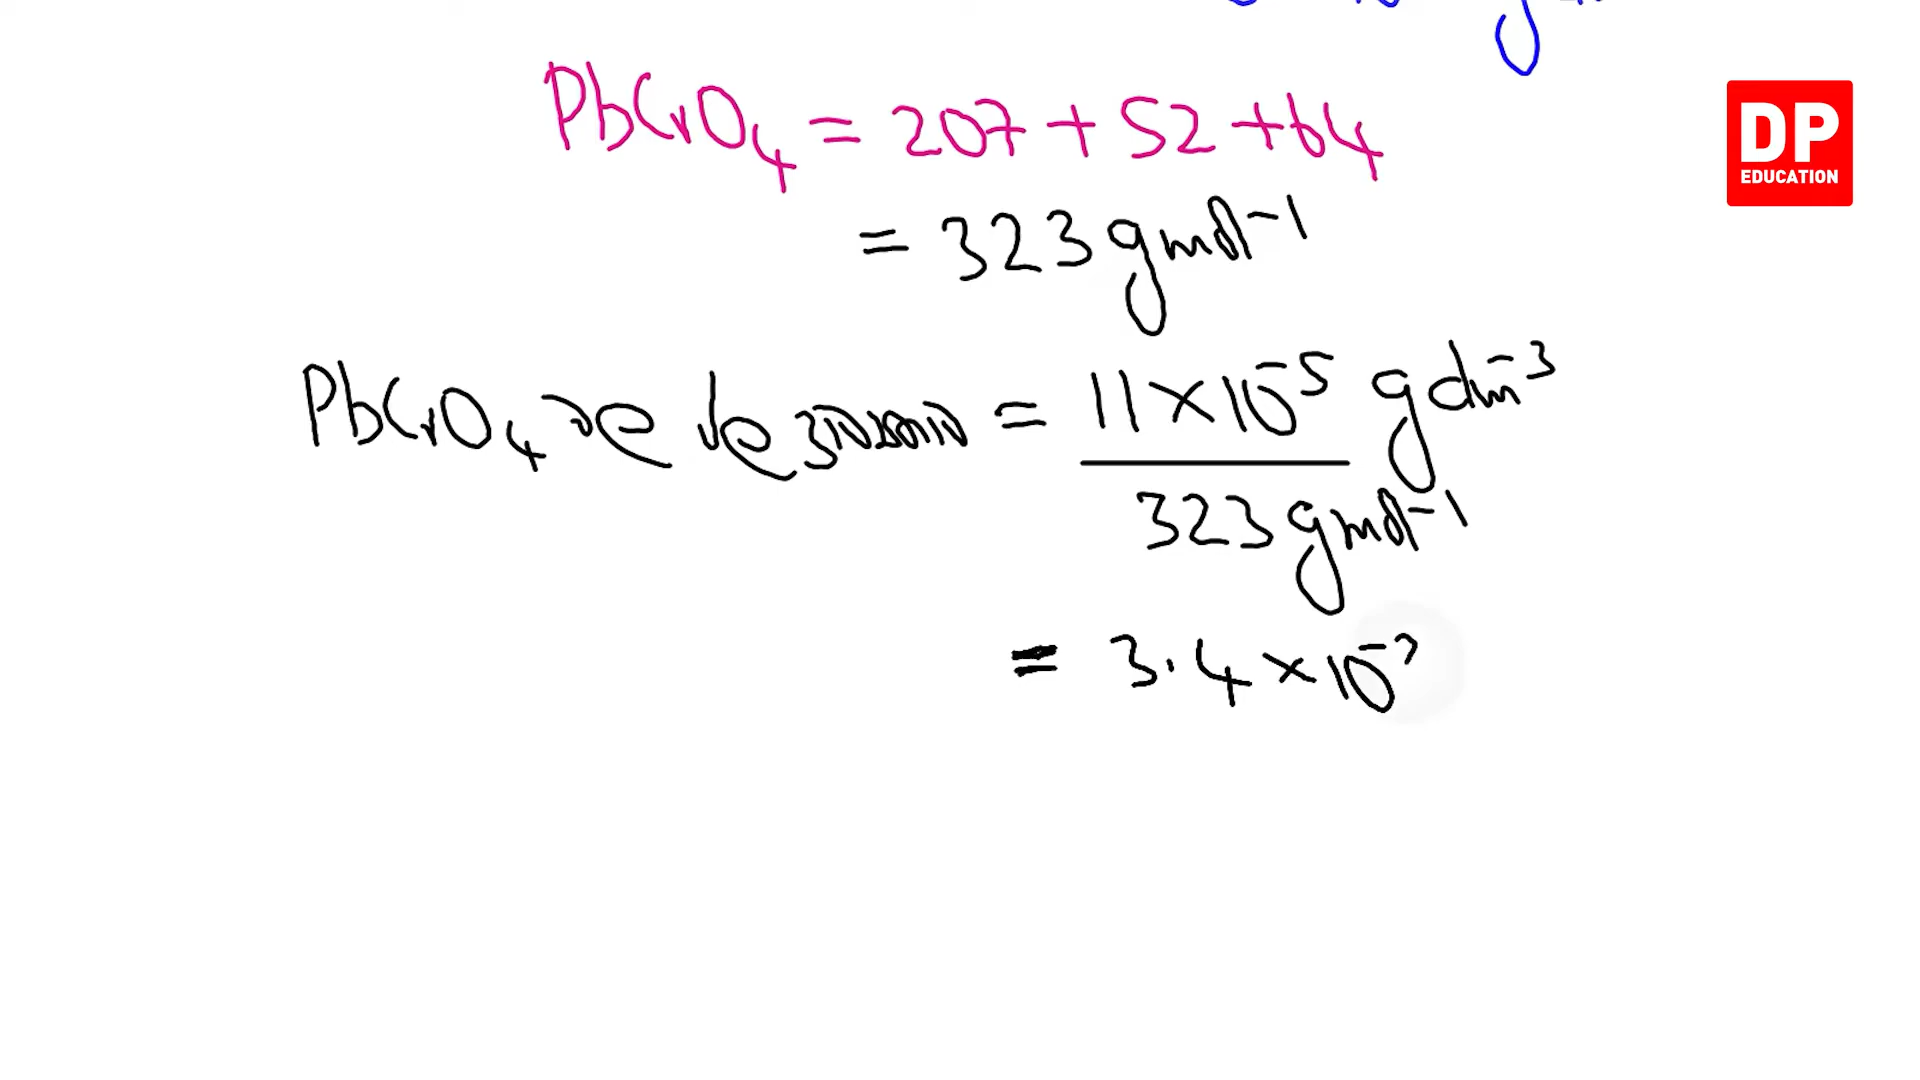 PbCrO₄ = 207 + 52 + 64
DP
EDUCATION
= 323 gmol⁻¹
PbCrO₄ = 11 × 10⁻⁵ gdm⁻³
323 gmol⁻¹
= 3.4 × 10⁻